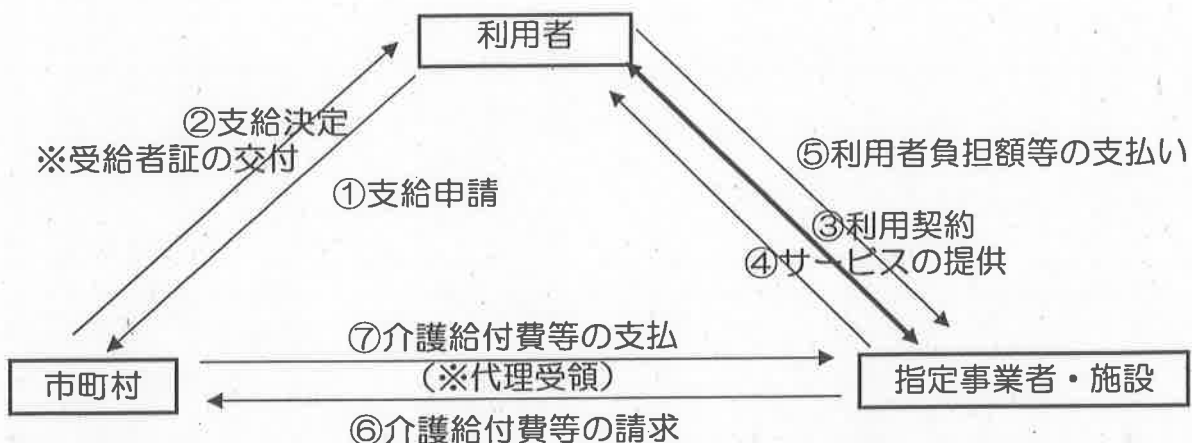 利用者
②支給決定
※受給者証の交付
⑤利用者負担額等の支払い
①支給申請
③利用契約
④サービスの提供
⑦介護給付費等の支払
市町村
(※代理受領)
指定事業者・施設
⑥介護給付費等の請求